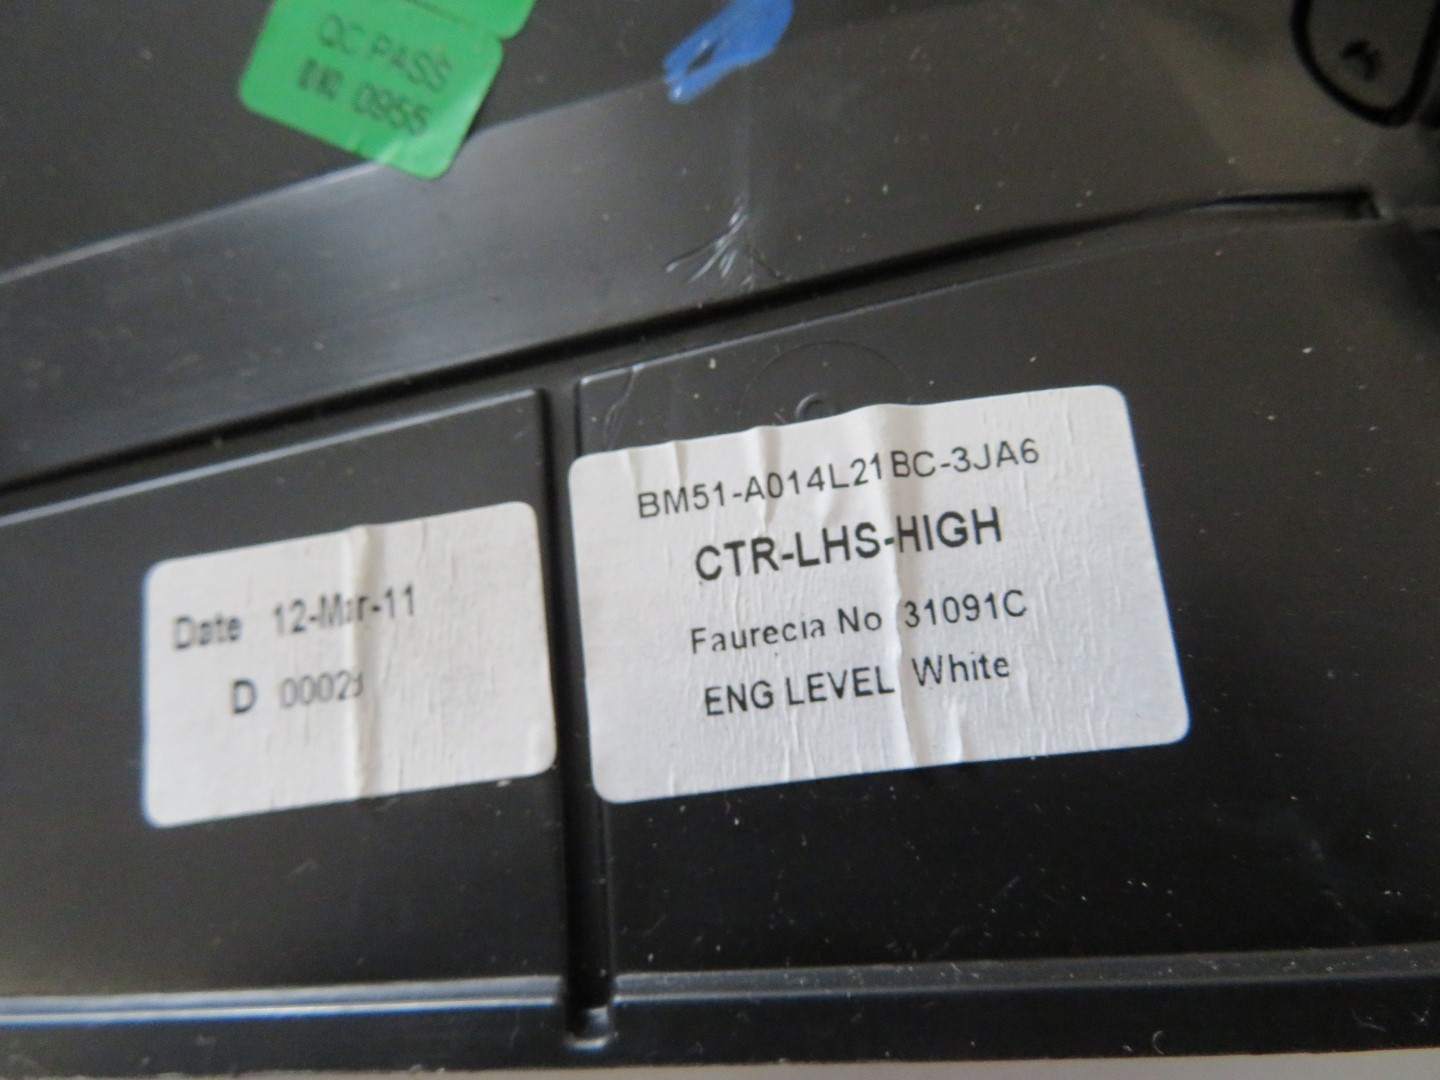 QC PASS
0955
BM51-A014L21BC-3JA6
CTR-LHS-HIGH
Faurecia No 31091C
ENG LEVEL White
Date 12-Mar-11
D